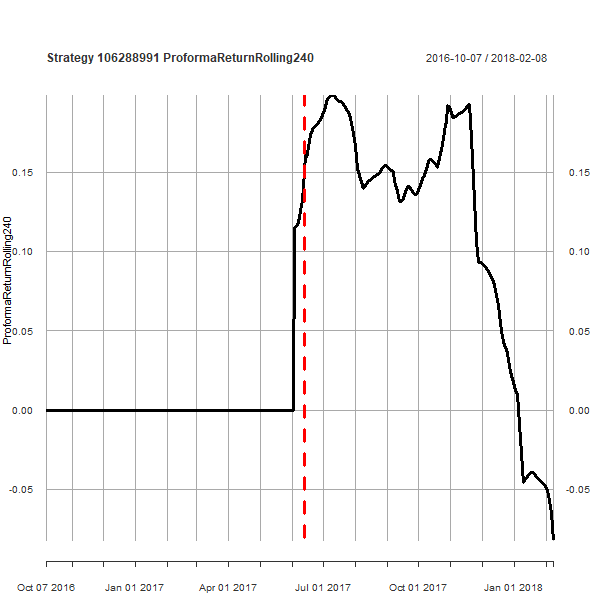 Strategy 106288991 ProformaReturnRolling240
2016-10-07 / 2018-02-08
ProformaReturnRolling240
0.15
0.10
0.05
0.00
-0.05
0.15
0.10
0.05
0.00
-0.05
Oct 07 2016
Jan 01 2017
Apr 01 2017
Jul 01 2017
Oct 01 2017
Jan 01 2018